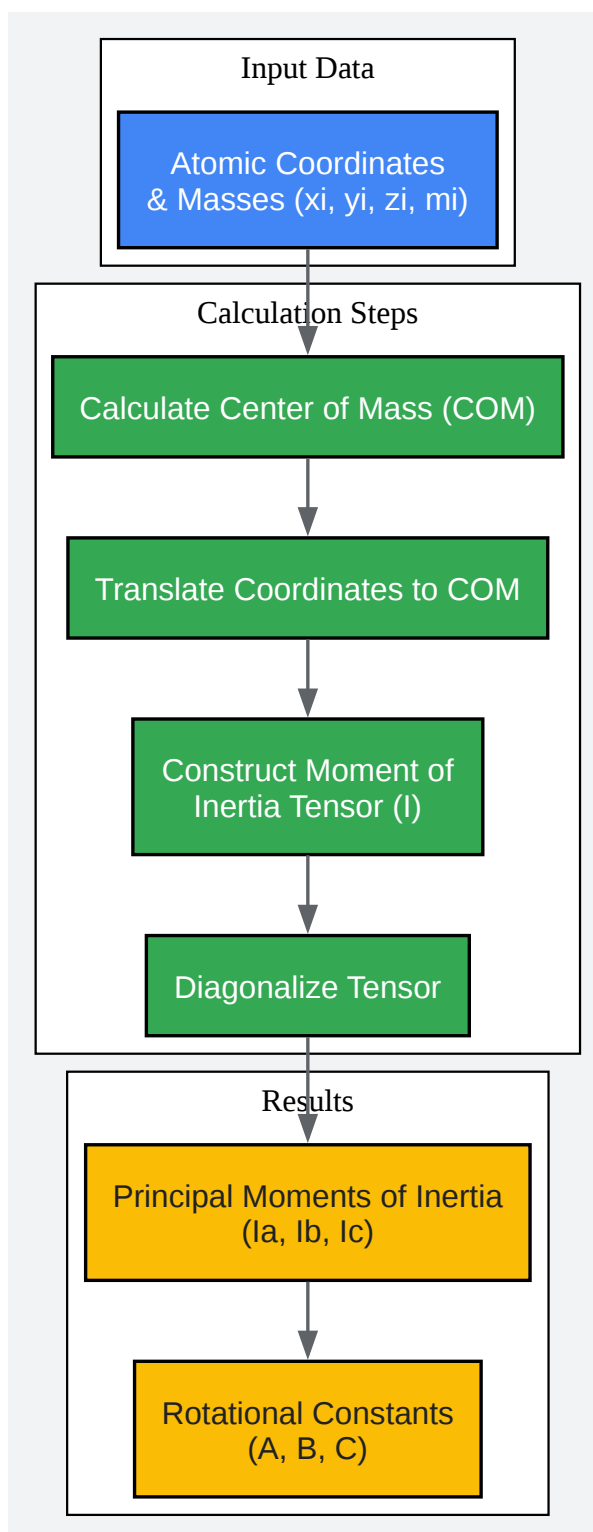 Input Data
Atomic Coordinates
& Masses (xi, yi, zi, mi)
Calculation Steps
Calculate Center of Mass (COM)
Translate Coordinates to COM
Construct Moment of
Inertia Tensor (I)
Diagonalize Tensor
Results
Principal Moments of Inertia
(Ia, Ib, Ic)
Rotational Constants
(A, B, C)